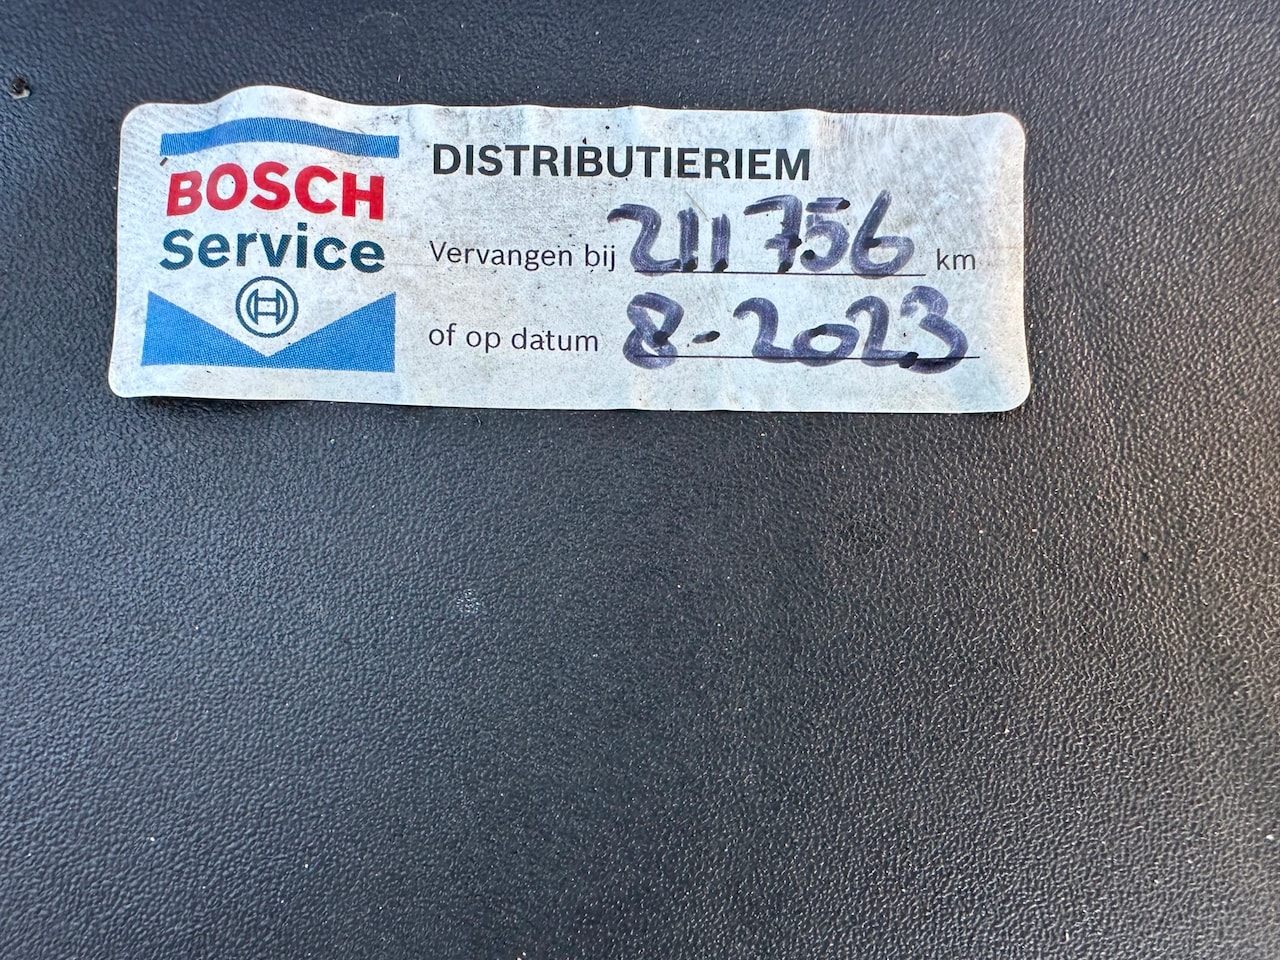 BOSCH
Service
DISTRIBUTIERIEM
Vervangen bij 211756 km
of op datum 8-2023